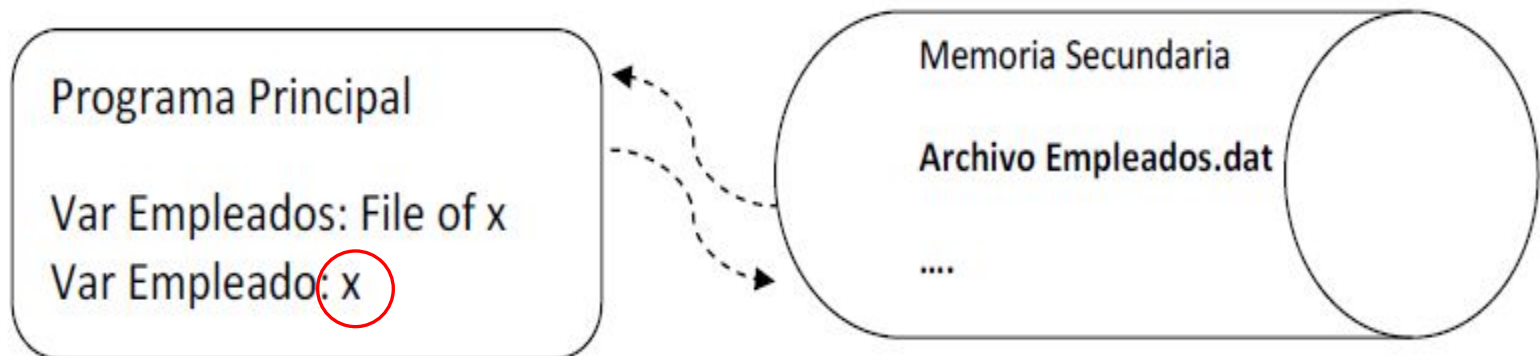 Programa Principal
Var Empleados: File of x
Var Empleado: x
Memoria Secundaria
Archivo Empleados.dat
....